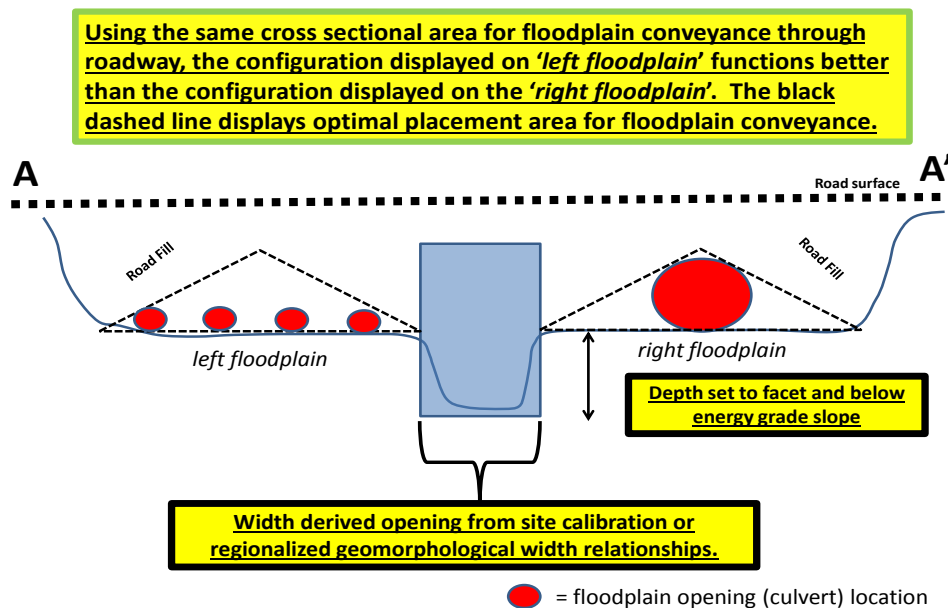 Using the same cross sectional area for floodplain conveyance through
roadway, the configuration displayed on ‘left floodplain’ functions better
than the configuration displayed on the ‘right floodplain’. The black
dashed line displays optimal placement area for floodplain conveyance.
A
A'
Road surface
Road Fill
Road Fill
left floodplain
right floodplain
Depth set to facet and below
energy grade slope
Width derived opening from site calibration or
regionalized geomorphological width relationships.
= floodplain opening (culvert) location